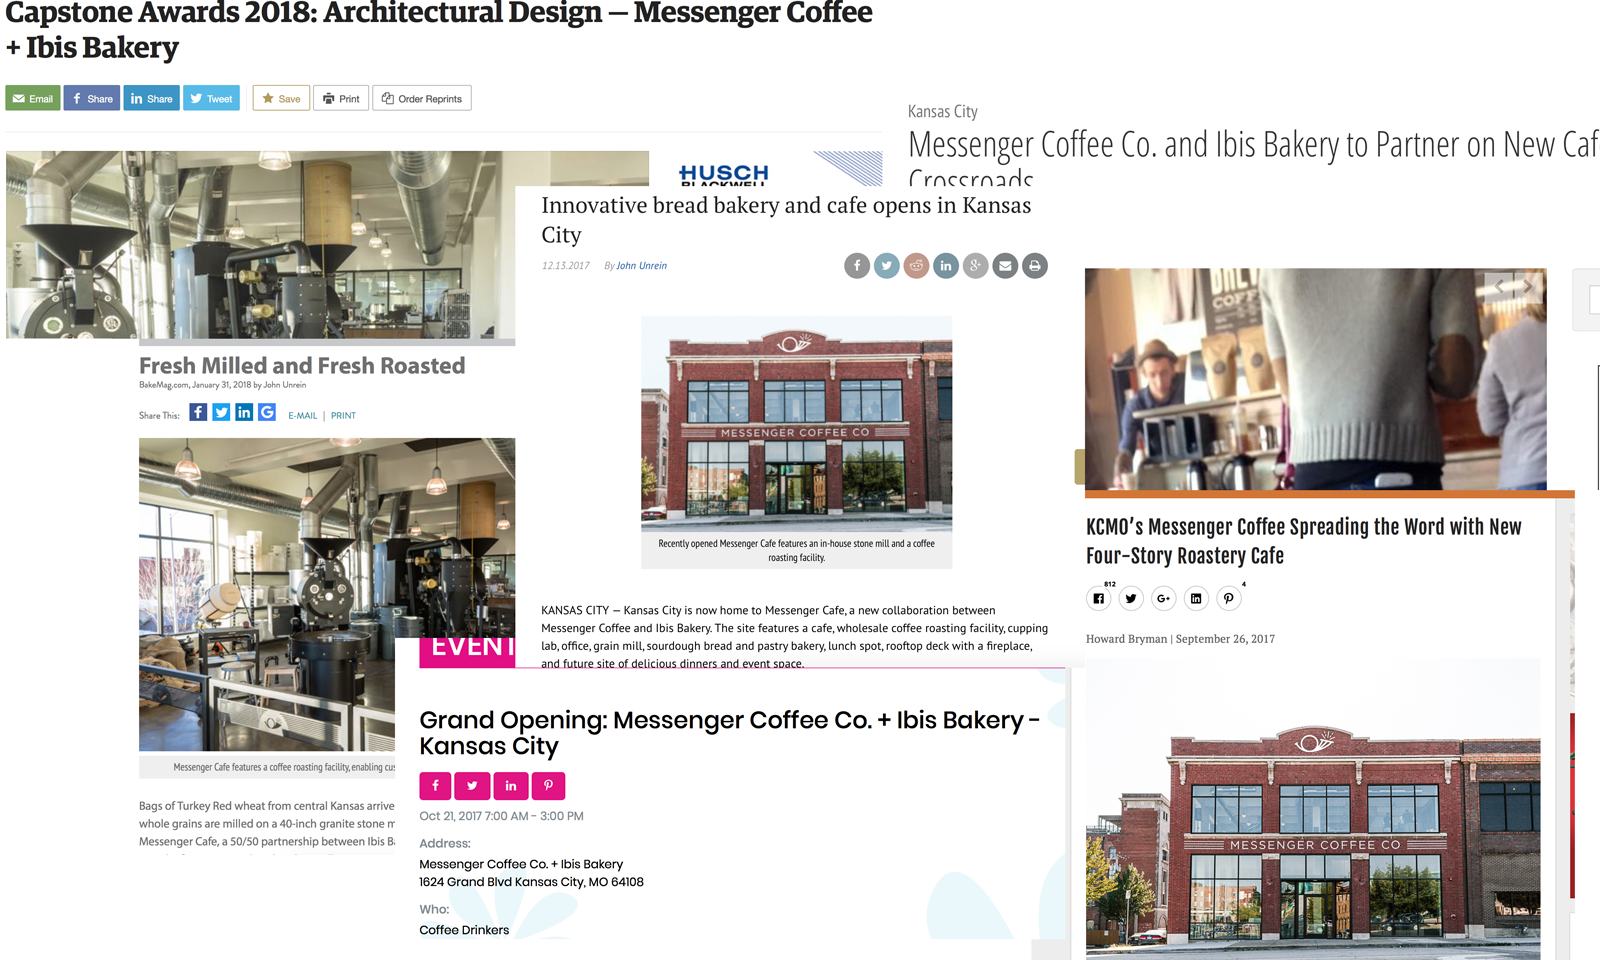 Capstone Awards 2018: Architectural Design — Messenger Coffee
+ Ibis Bakery
Email
Share
Share
Tweet
Save
Print
Order Reprints
HUSCH
BLACKWELL
Kansas City
Messenger Coffee Co. and Ibis Bakery to Partner on New
Crossroads
Innovative bread bakery and cafe opens in Kansas
City
12.13.2017 By John Unrein
MESSENGER COFFEE CO
Recently opened Messenger Cafe features an in-house stone mill and a coffee
roasting facility.
KANSAS CITY — Kansas City is now home to Messenger Cafe, a new collaboration between
Messenger Coffee and Ibis Bakery. The site features a cafe, wholesale coffee roasting facility, cupping
lab, office, grain mill, sourdough bread and pastry bakery, lunch spot, rooftop deck with a fireplace,
and future site of delicious dinners and event space.
Fresh Milled and Fresh Roasted
BakeMag.com, January 31, 2018 by John Unrein
Share This:
E-MAIL | PRINT
Messenger Cafe features a coffee roasting facility, enabling
Bags of Turkey Red wheat from central Kansas arrive
whole grains are milled on a 40-inch granite stone
Messenger Cafe, a 50/50 partnership between Ibis
EVENT
Grand Opening: Messenger Coffee Co. + Ibis Bakery -
Kansas City
Oct 21, 2017 7:00 AM - 3:00 PM
Address:
Messenger Coffee Co. + Ibis Bakery
1624 Grand Blvd Kansas City, MO 64108
Who:
Coffee Drinkers
KCMO's Messenger Coffee Spreading the Word with New
Four-Story Roastery Cafe
812
4
Howard Bryman | September 26, 2017
MESSENGER COFFEE CO